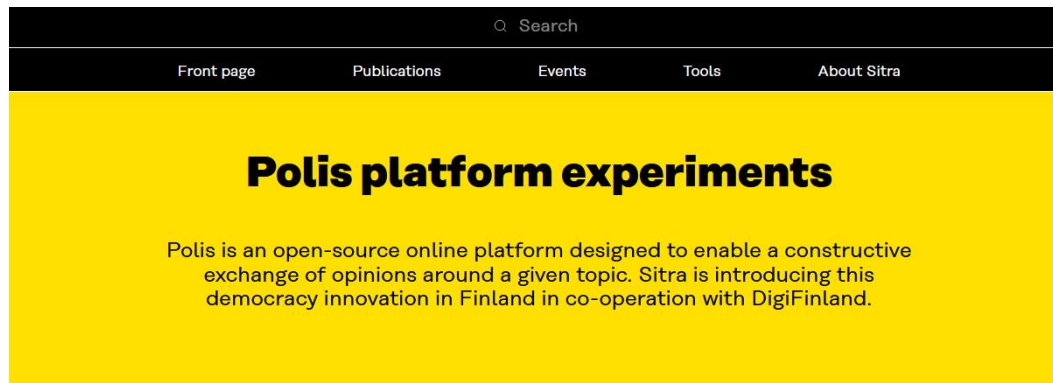 Search
Front page Publications Events Tools About Sitra
Polis platform experiments
Polis is an open-source online platform designed to enable a constructive
exchange of opinions around a given topic. Sitra is introducing this
democracy innovation in Finland in co-operation with DigiFinland.